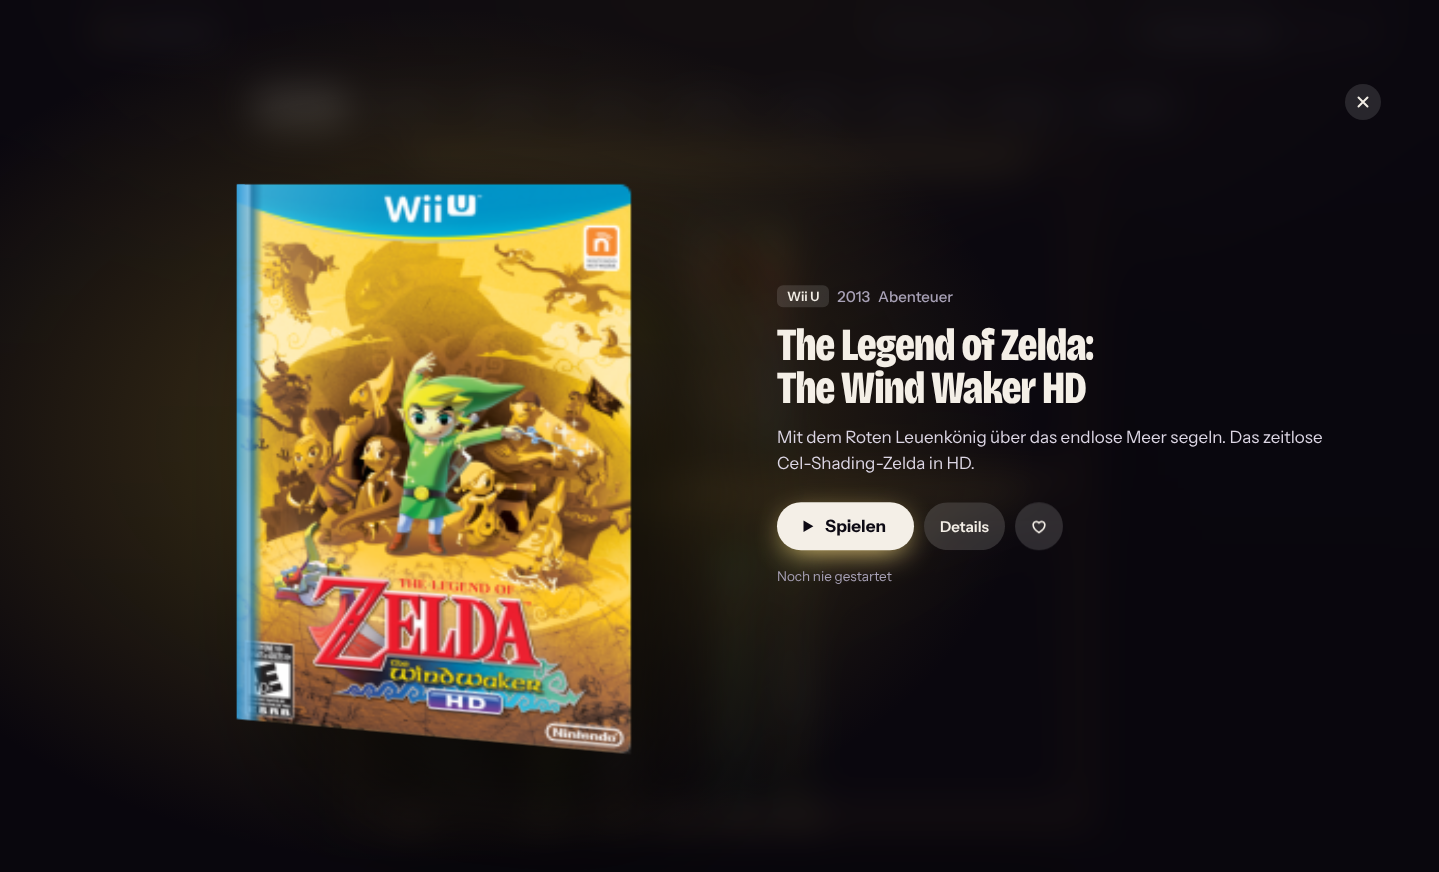 Wii U
THE LEGEND OF
ZELDA
the
wind waker
HD
Nintendo
E
Wii U 2013 Abenteuer
The Legend of Zelda:
The Wind Waker HD
Mit dem Roten Leuenkönig über das endlose Meer segeln. Das zeitlose
Cel-Shading-Zelda in HD.
Spielen Details
Noch nie gestartet